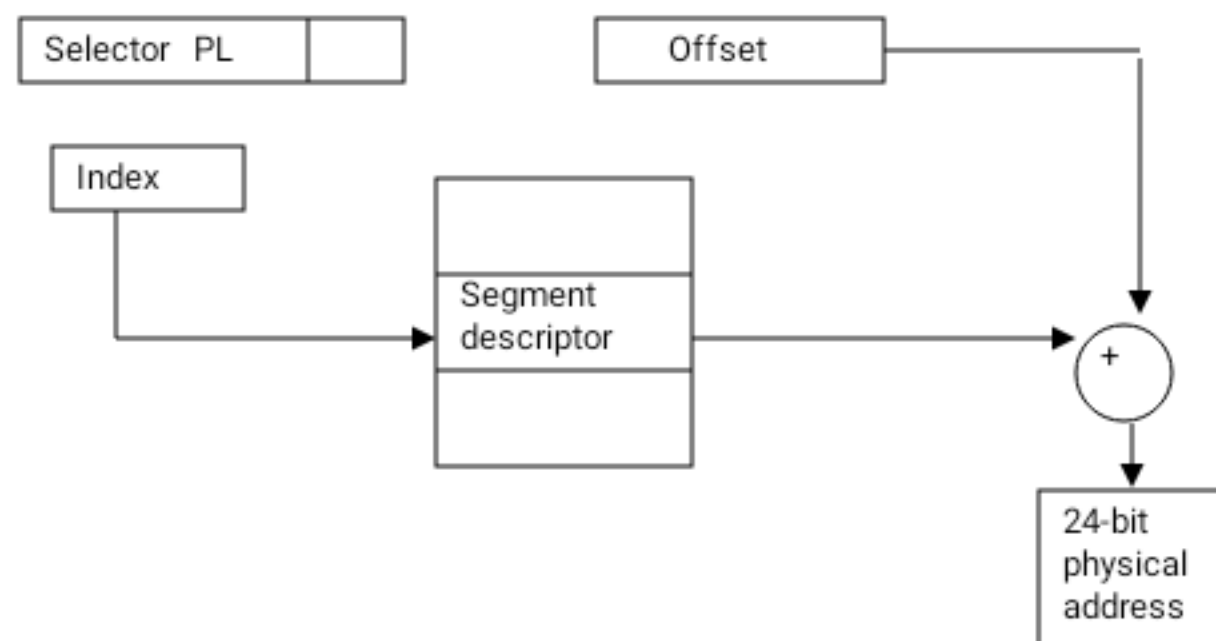 Selector PL
Offset
Index
Segment
descriptor
+
24-bit
physical
address